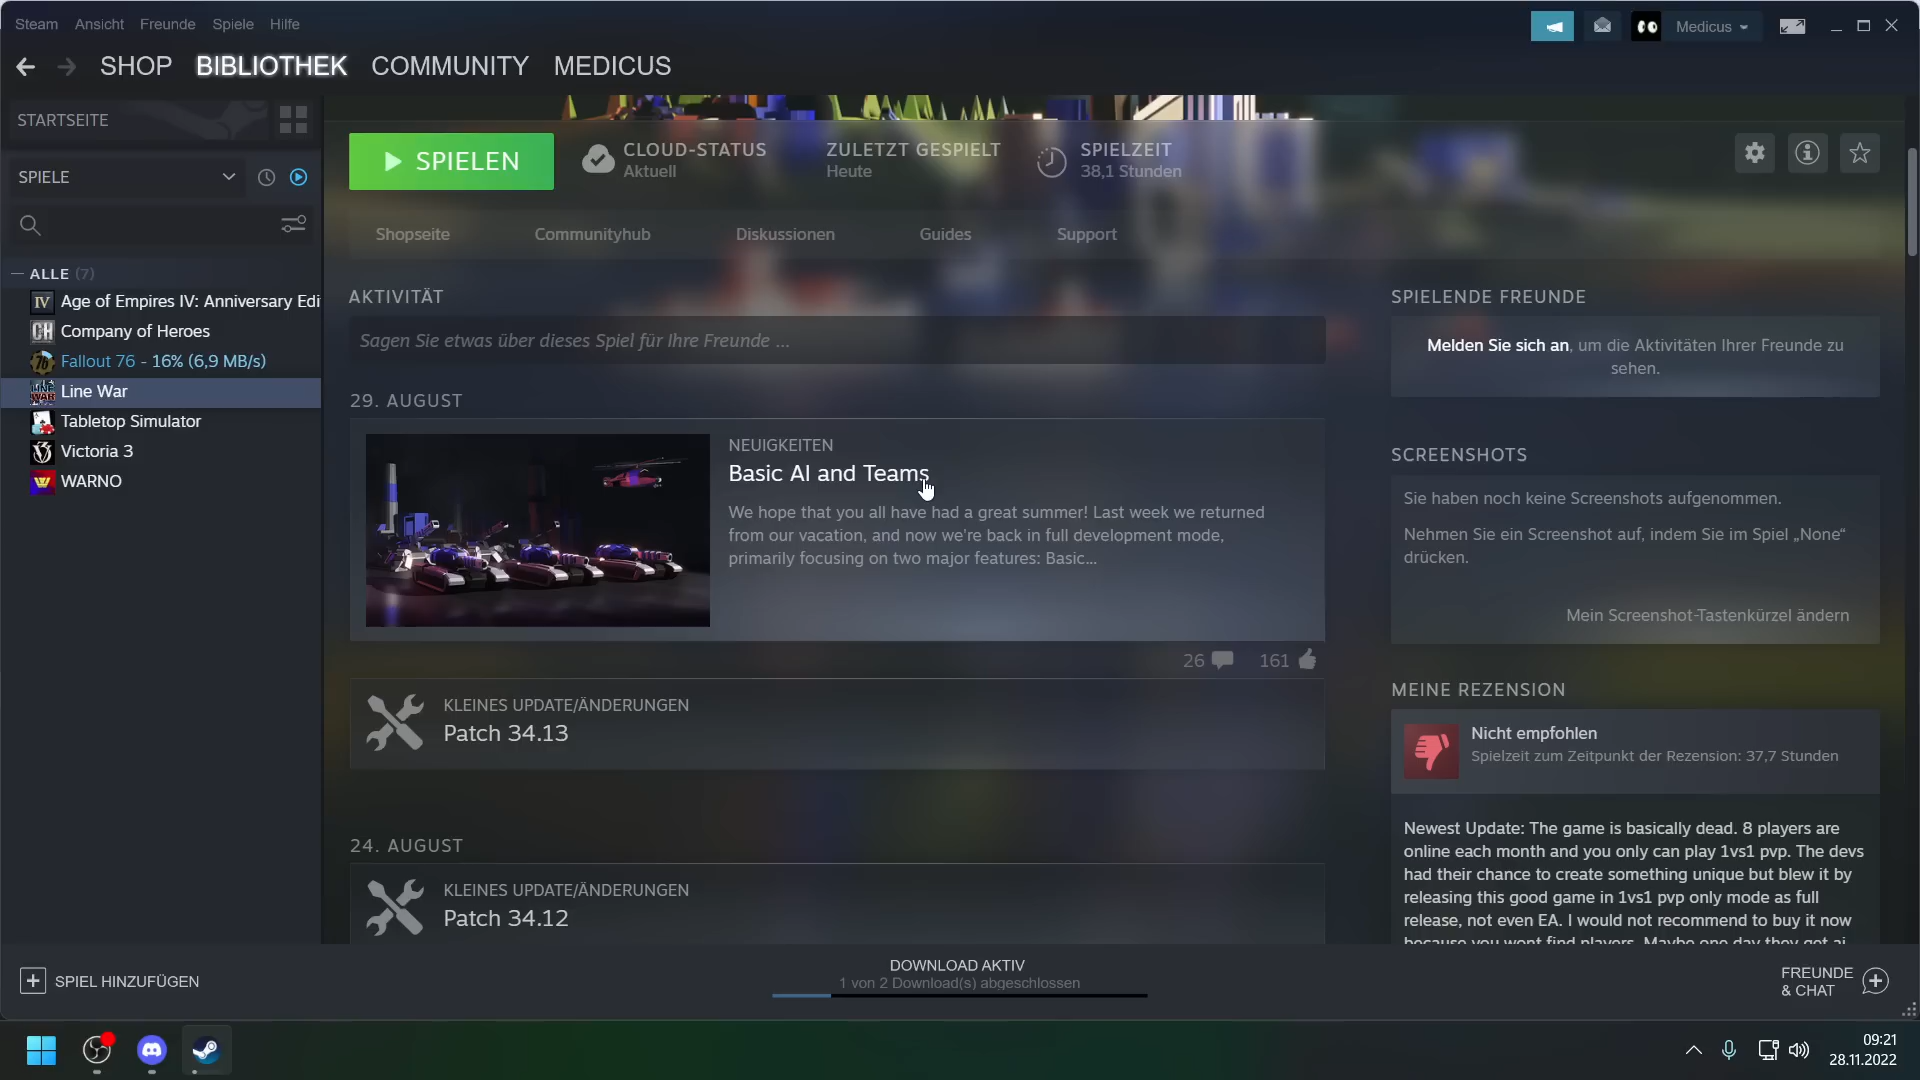 Steam Ansicht Freunde Spiele Hilfe
Medicus
SHOP BIBLIOTHEK COMMUNITY MEDICUS
STARTSEITE
SPIELE
ALLE (7)
Age of Empires IV: Anniversary Edi
Company of Heroes
Fallout 76 - 16% (6,9 MB/s)
Line War
Tabletop Simulator
Victoria 3
WARNO
SPIELEN
CLOUD-STATUS
Aktuell
ZULETZT GESPIELT
Heute
SPIELZEIT
38,1 Stunden
Shopseite Communityhub Diskussionen Guides Support
AKTIVITÄT
Sagen Sie etwas über dieses Spiel für Ihre Freunde ...
29. AUGUST
NEUIGKEITEN
Basic AI and Teams
We hope that you all have had a great summer! Last week we returned
from our vacation, and now we're back in full development mode,
primarily focusing on two major features: Basic...
26 161
KLEINES UPDATE/ÄNDERUNGEN
Patch 34.13
24. AUGUST
KLEINES UPDATE/ÄNDERUNGEN
Patch 34.12
SPIELENDE FREUNDE
Melden Sie sich an, um die Aktivitäten Ihrer Freunde zu
sehen.
SCREENSHOTS
Sie haben noch keine Screenshots aufgenommen.
Nehmen Sie ein Screenshot auf, indem Sie im Spiel „None“
drücken.
Mein Screenshot-Tastenkürzel ändern
MEINE REZENSION
Nicht empfohlen
Spielzeit zum Zeitpunkt der Rezension: 37,7 Stunden
Newest Update: The game is basically dead. 8 players are
online each month and you only can play 1vs1 pvp. The devs
had their chance to create something unique but blew it by
releasing this good game in 1vs1 pvp only mode as full
release, not even EA. I would not recommend to buy it now
because you wont find players. Maybe one day they get ai
SPIEL HINZUFÜGEN
DOWNLOAD AKTIV
1 von 2 Download(s) abgeschlossen
FREUNDE
& CHAT
09:21
28.11.2022